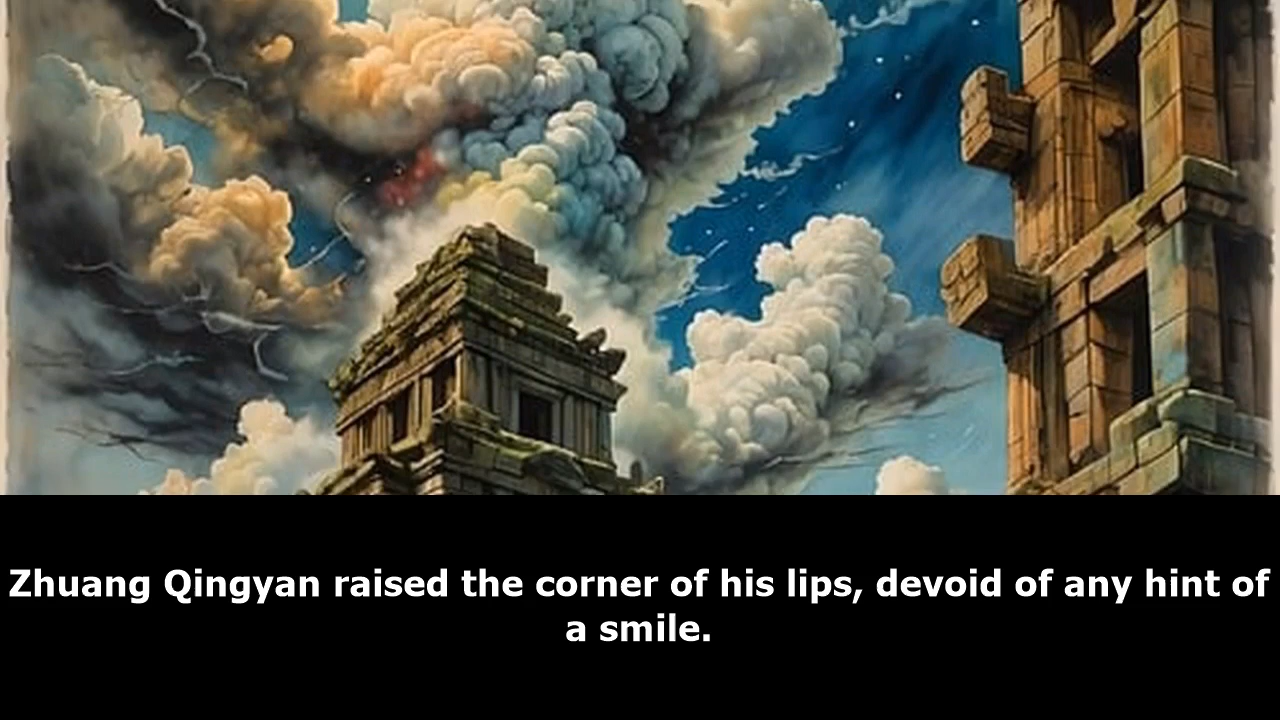 Zhuang Qingyan raised the corner of his lips, devoid of any hint of
a smile.